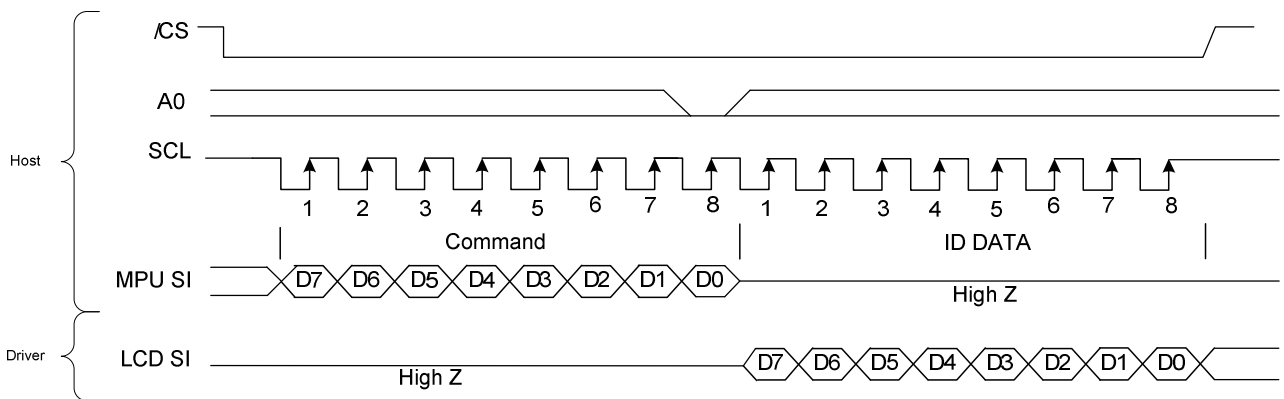 /CS
A0
Host
SCL
1 2 3 4 5 6 7 8 1 2 3 4 5 6 7 8
Command ID DATA
MPU SI D7 D6 D5 D4 D3 D2 D1 D0
High Z
Driver
LCD SI D7 D6 D5 D4 D3 D2 D1 D0
High Z